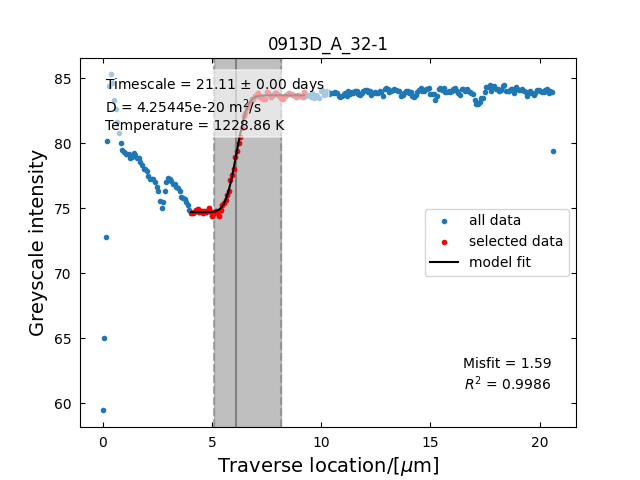 0913D_A_32-1
Timescale = 21.11 ± 0.00 days
D = 4.25445e-20 m²/s
Temperature = 1228.86 K
85
80
75
70
65
60
Greyscale intensity
all data
selected data
model fit
Misfit = 1.59
R² = 0.9986
0 5 10 15 20
Traverse location/[μm]